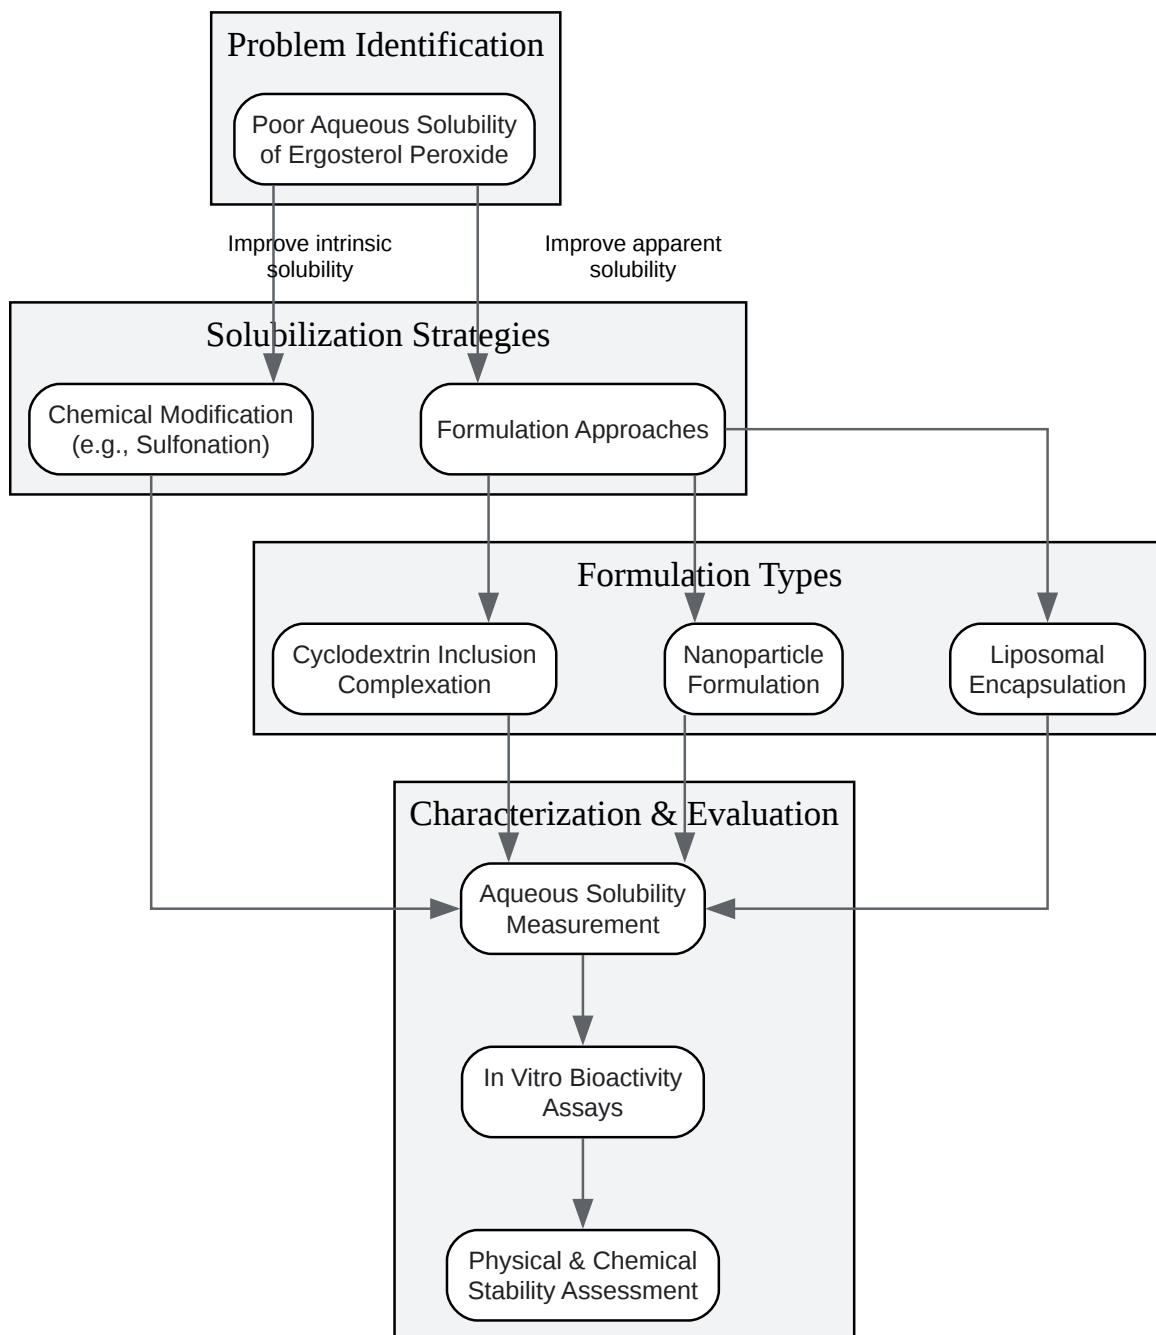 Problem Identification
Poor Aqueous Solubility
of Ergosterol Peroxide
Improve intrinsic
solubility
Improve apparent
solubility
Solubilization Strategies
Chemical Modification
(e.g., Sulfonation)
Formulation Approaches
Formulation Types
Cyclodextrin Inclusion
Complexation
Nanoparticle
Formulation
Liposomal
Encapsulation
Characterization & Evaluation
Aqueous Solubility
Measurement
In Vitro Bioactivity
Assays
Physical & Chemical
Stability Assessment